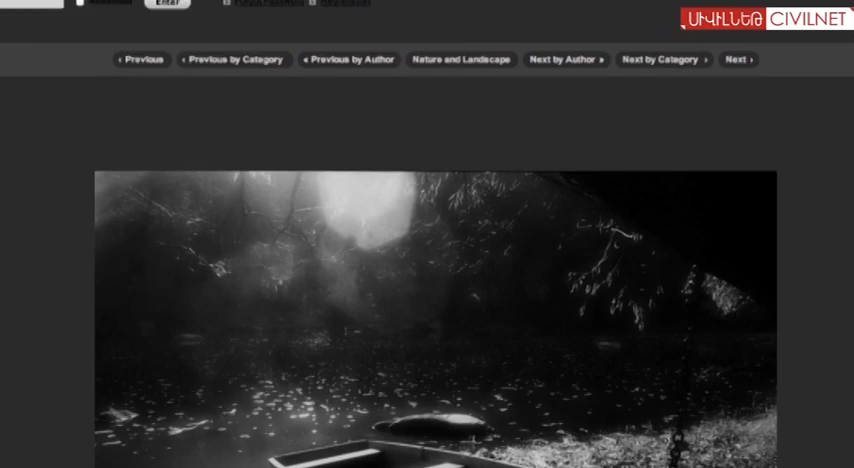 Enter
ՍԻՎԻԼՆԵԹ CIVILNET
‹ Previous ‹ Previous by Category « Previous by Author Nature and Landscape Next by Author » Next by Category › Next ›